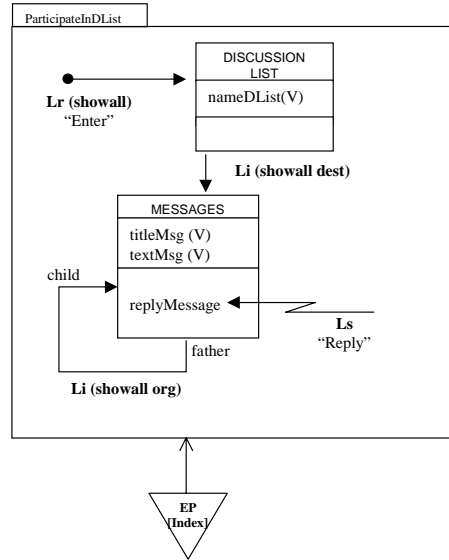 ParticipateInDList
DISCUSSION
LIST
nameDList(V)
Lr (showall)
“Enter”
Li (showall dest)
MESSAGES
titleMsg (V)
textMsg (V)
child
replyMessage
Ls
“Reply”
father
Li (showall org)
EP
[Index]